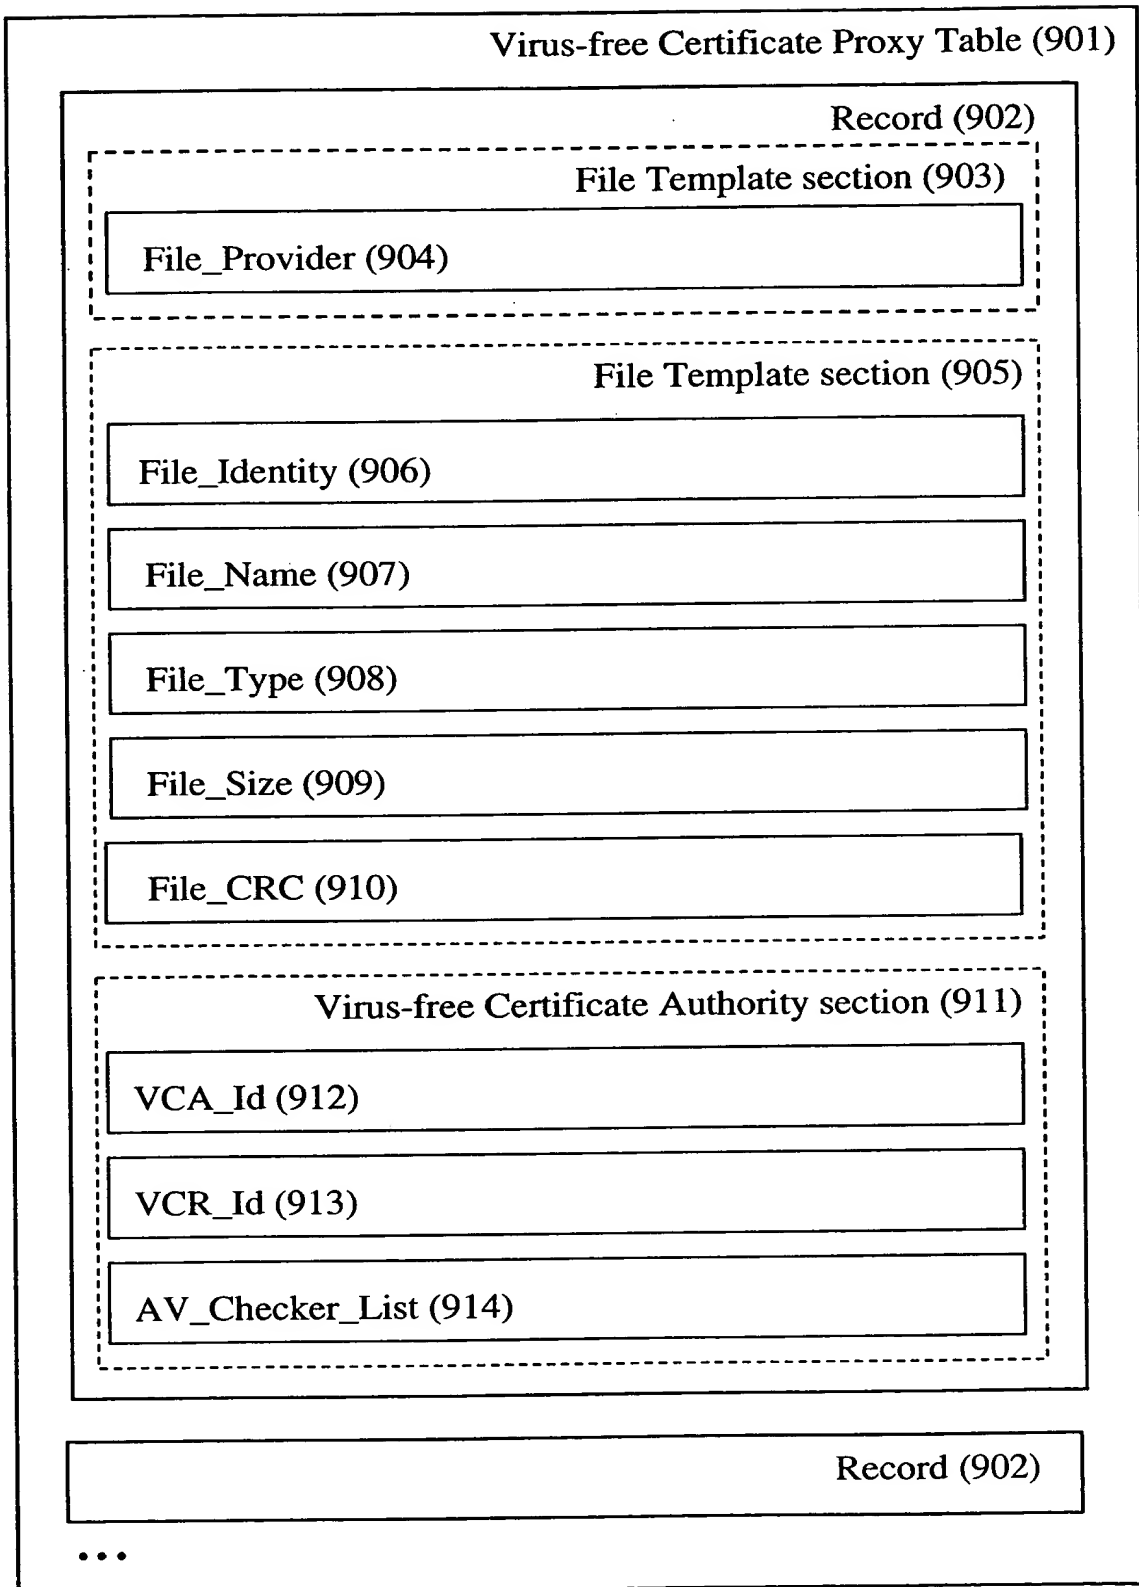 Virus-free Certificate Proxy Table (901)
Record (902)
File Template section (903)
File_Provider (904)
File Template section (905)
File_Identity (906)
File_Name (907)
File_Type (908)
File_Size (909)
File_CRC (910)
Virus-free Certificate Authority section (911)
VCA_Id (912)
VCR_Id (913)
AV_Checker_List (914)
Record (902)
...